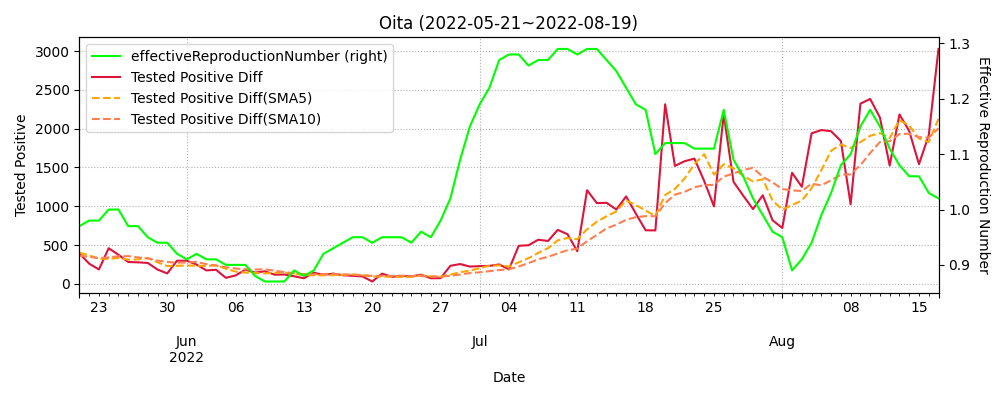 Oita (2022-05-21~2022-08-19)
effectiveReproductionNumber (right)
Tested Positive Diff
Tested Positive Diff(SMA5)
Tested Positive Diff(SMA10)
Tested Positive
3000
2500
2000
1500
1000
500
0
Effective Reproduction Number
1.3
1.2
1.1
1.0
0.9
23 30 06 13 20 27 04 11 18 25 08 15
Jun Jul Aug
2022
Date